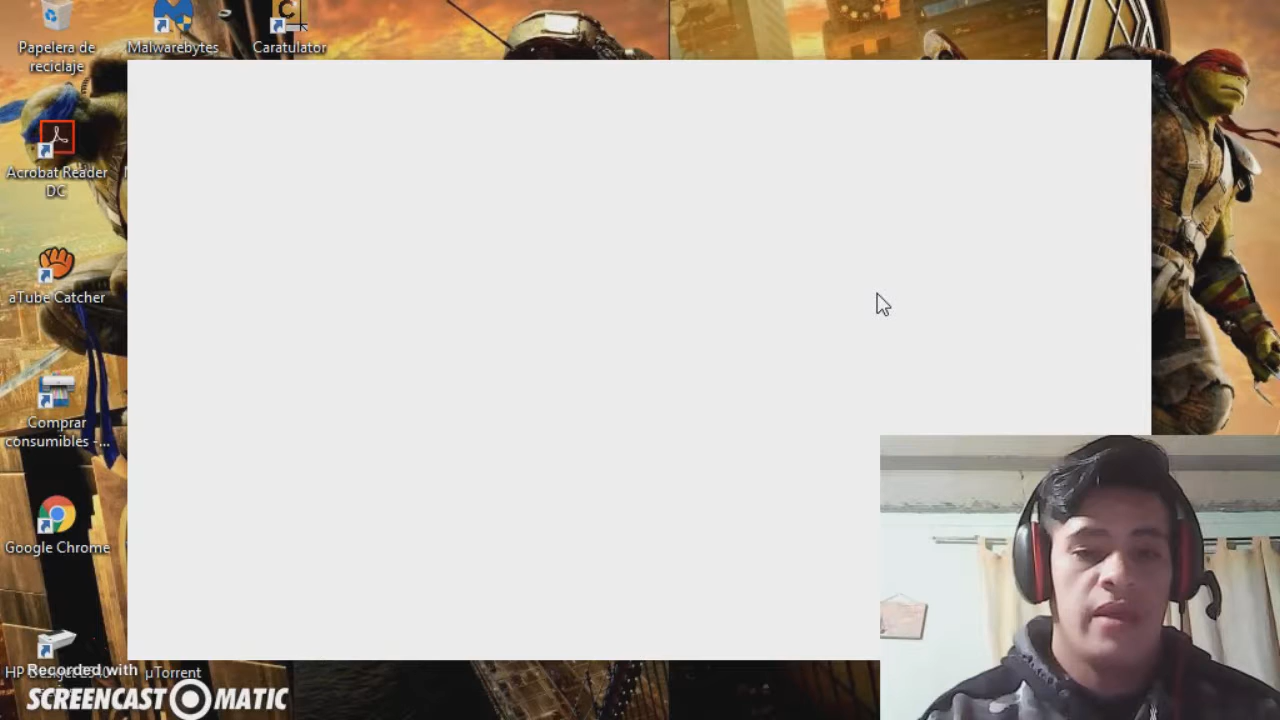 Papelera de
reciclaje
Malwarebytes
Caratulator
Acrobat Reader
DC
aTube Catcher
Comprar
consumibles -...
Google Chrome
HP
µTorrent
Recorded with
SCREENCAST MATIC